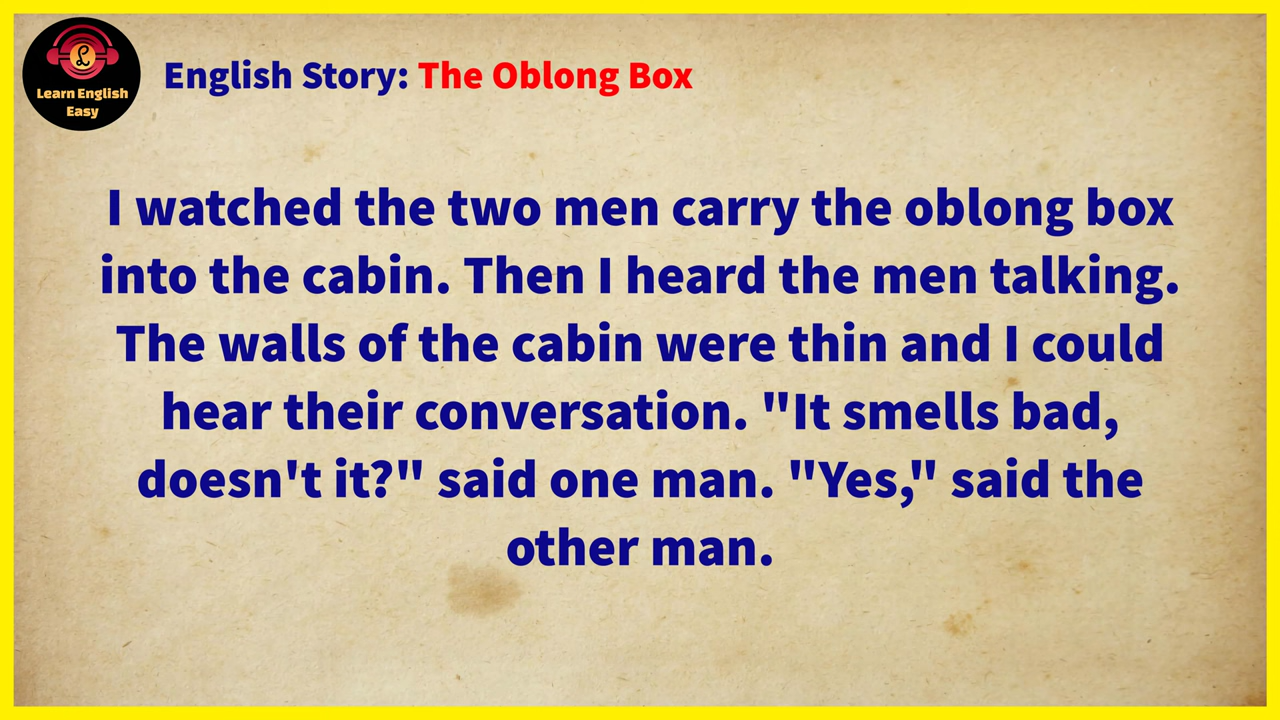 Learn English
Easy
English Story: The Oblong Box
I watched the two men carry the oblong box
into the cabin. Then I heard the men talking.
The walls of the cabin were thin and I could
hear their conversation. "It smells bad,
doesn't it?" said one man. "Yes," said the
other man.